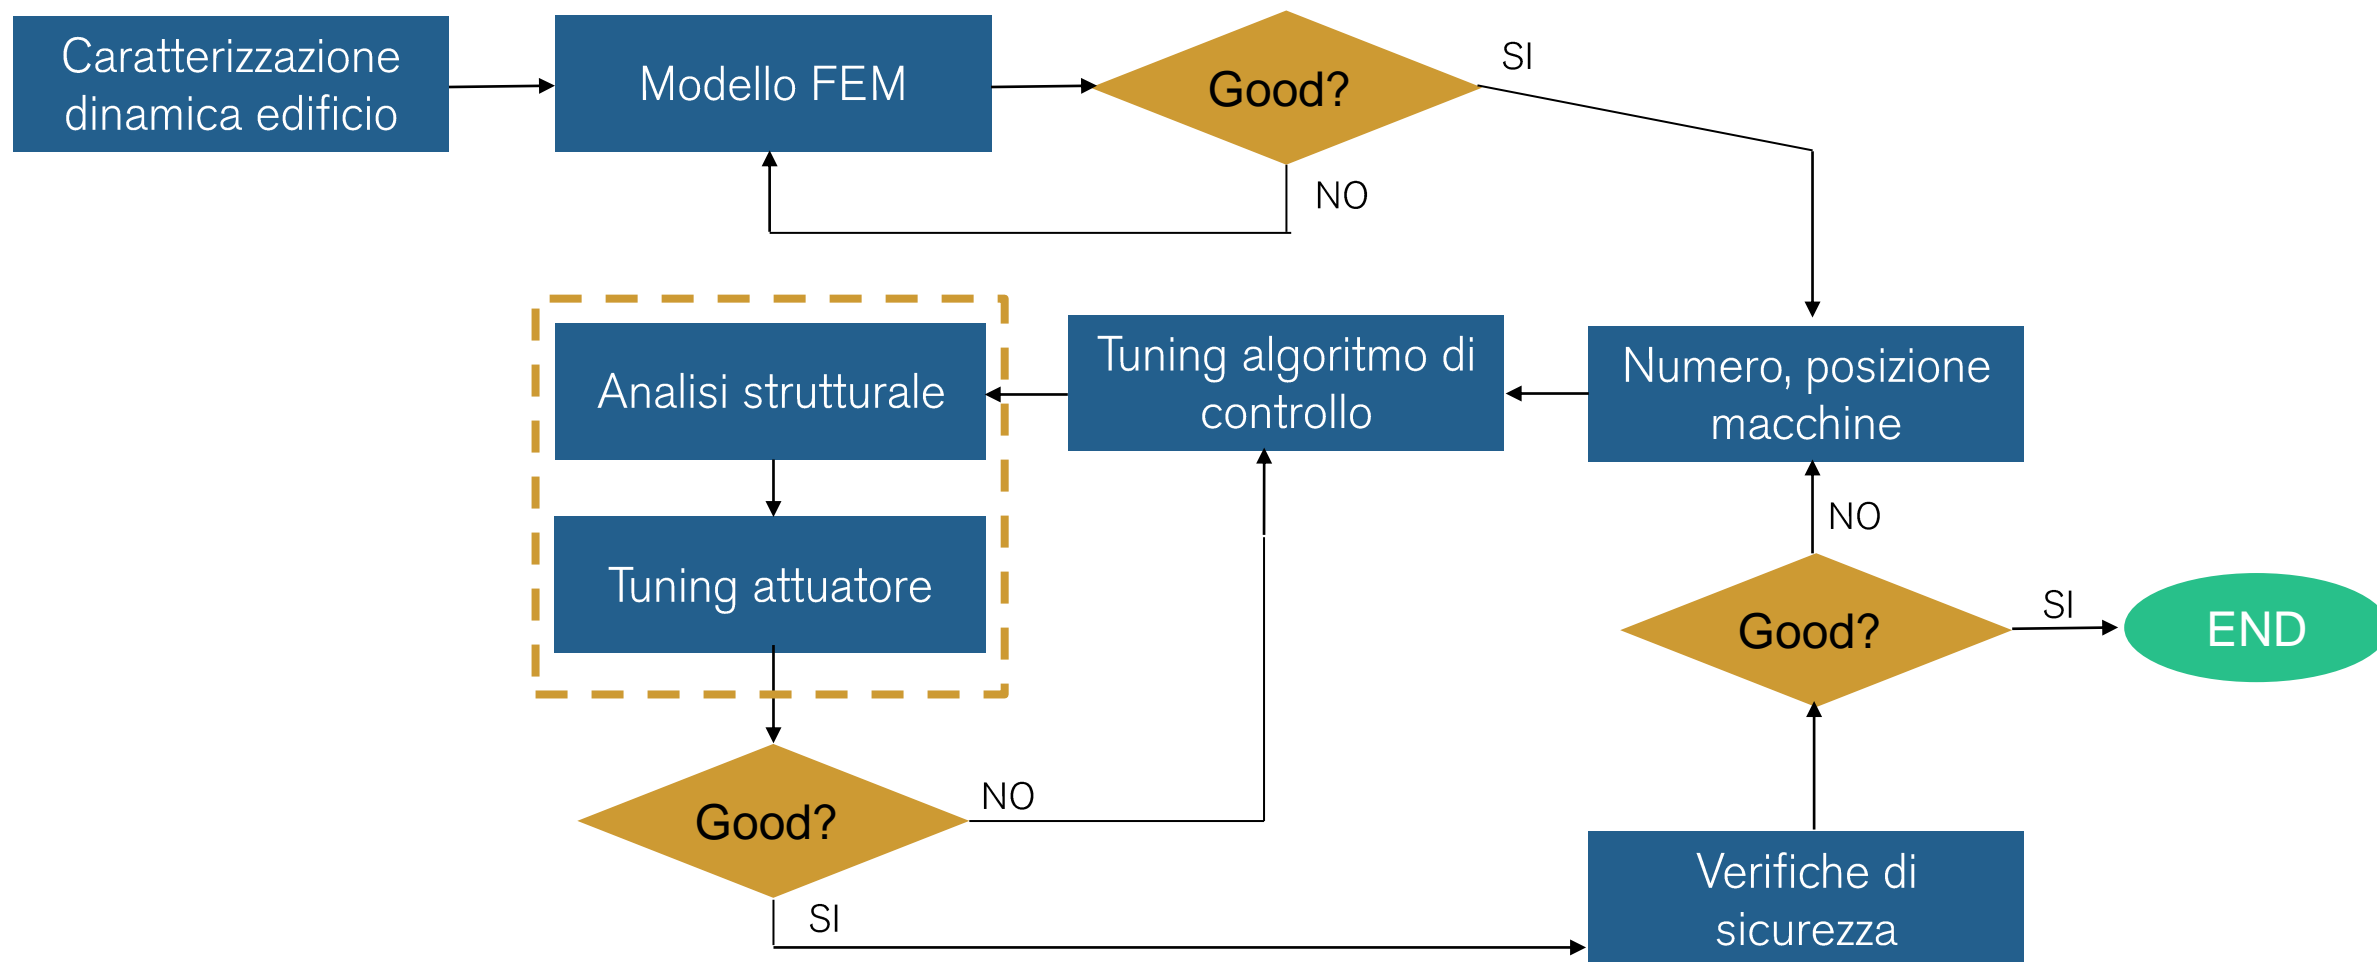 Caratterizzazione
dinamica edificio
Modello FEM
Good?
SI
NO
Analisi strutturale
Tuning algoritmo di
controllo
Numero, posizione
macchine
Tuning attuatore
NO
Good?
SI
END
Good?
NO
SI
Verifiche di
sicurezza